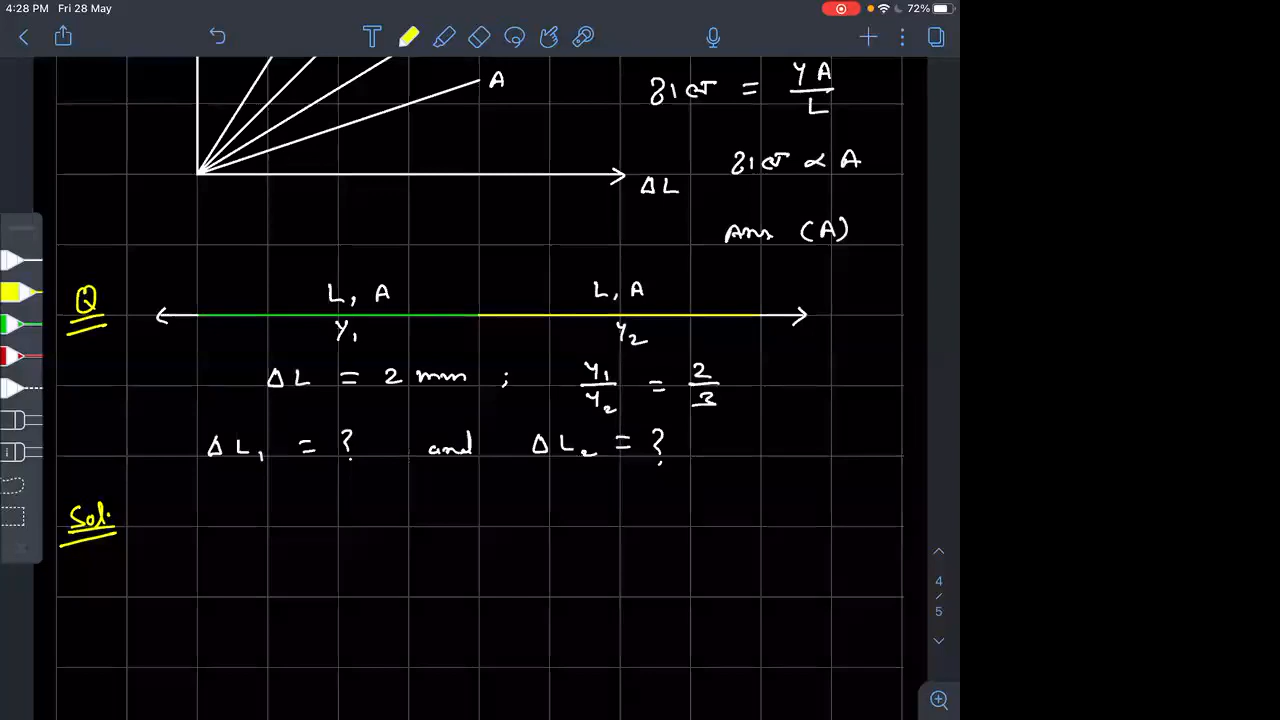 4:28 PM Fri 28 May
72%
A
ΔL
ढाल = YA/L
ढाल ∝ A
Ans (A)
Q
L, A
L, A
Y₁
Y₂
ΔL = 2 mm ; Y₁/Y₂ = 2/3
ΔL₁ = ? and ΔL₂ = ?
Sol:
4
/
5